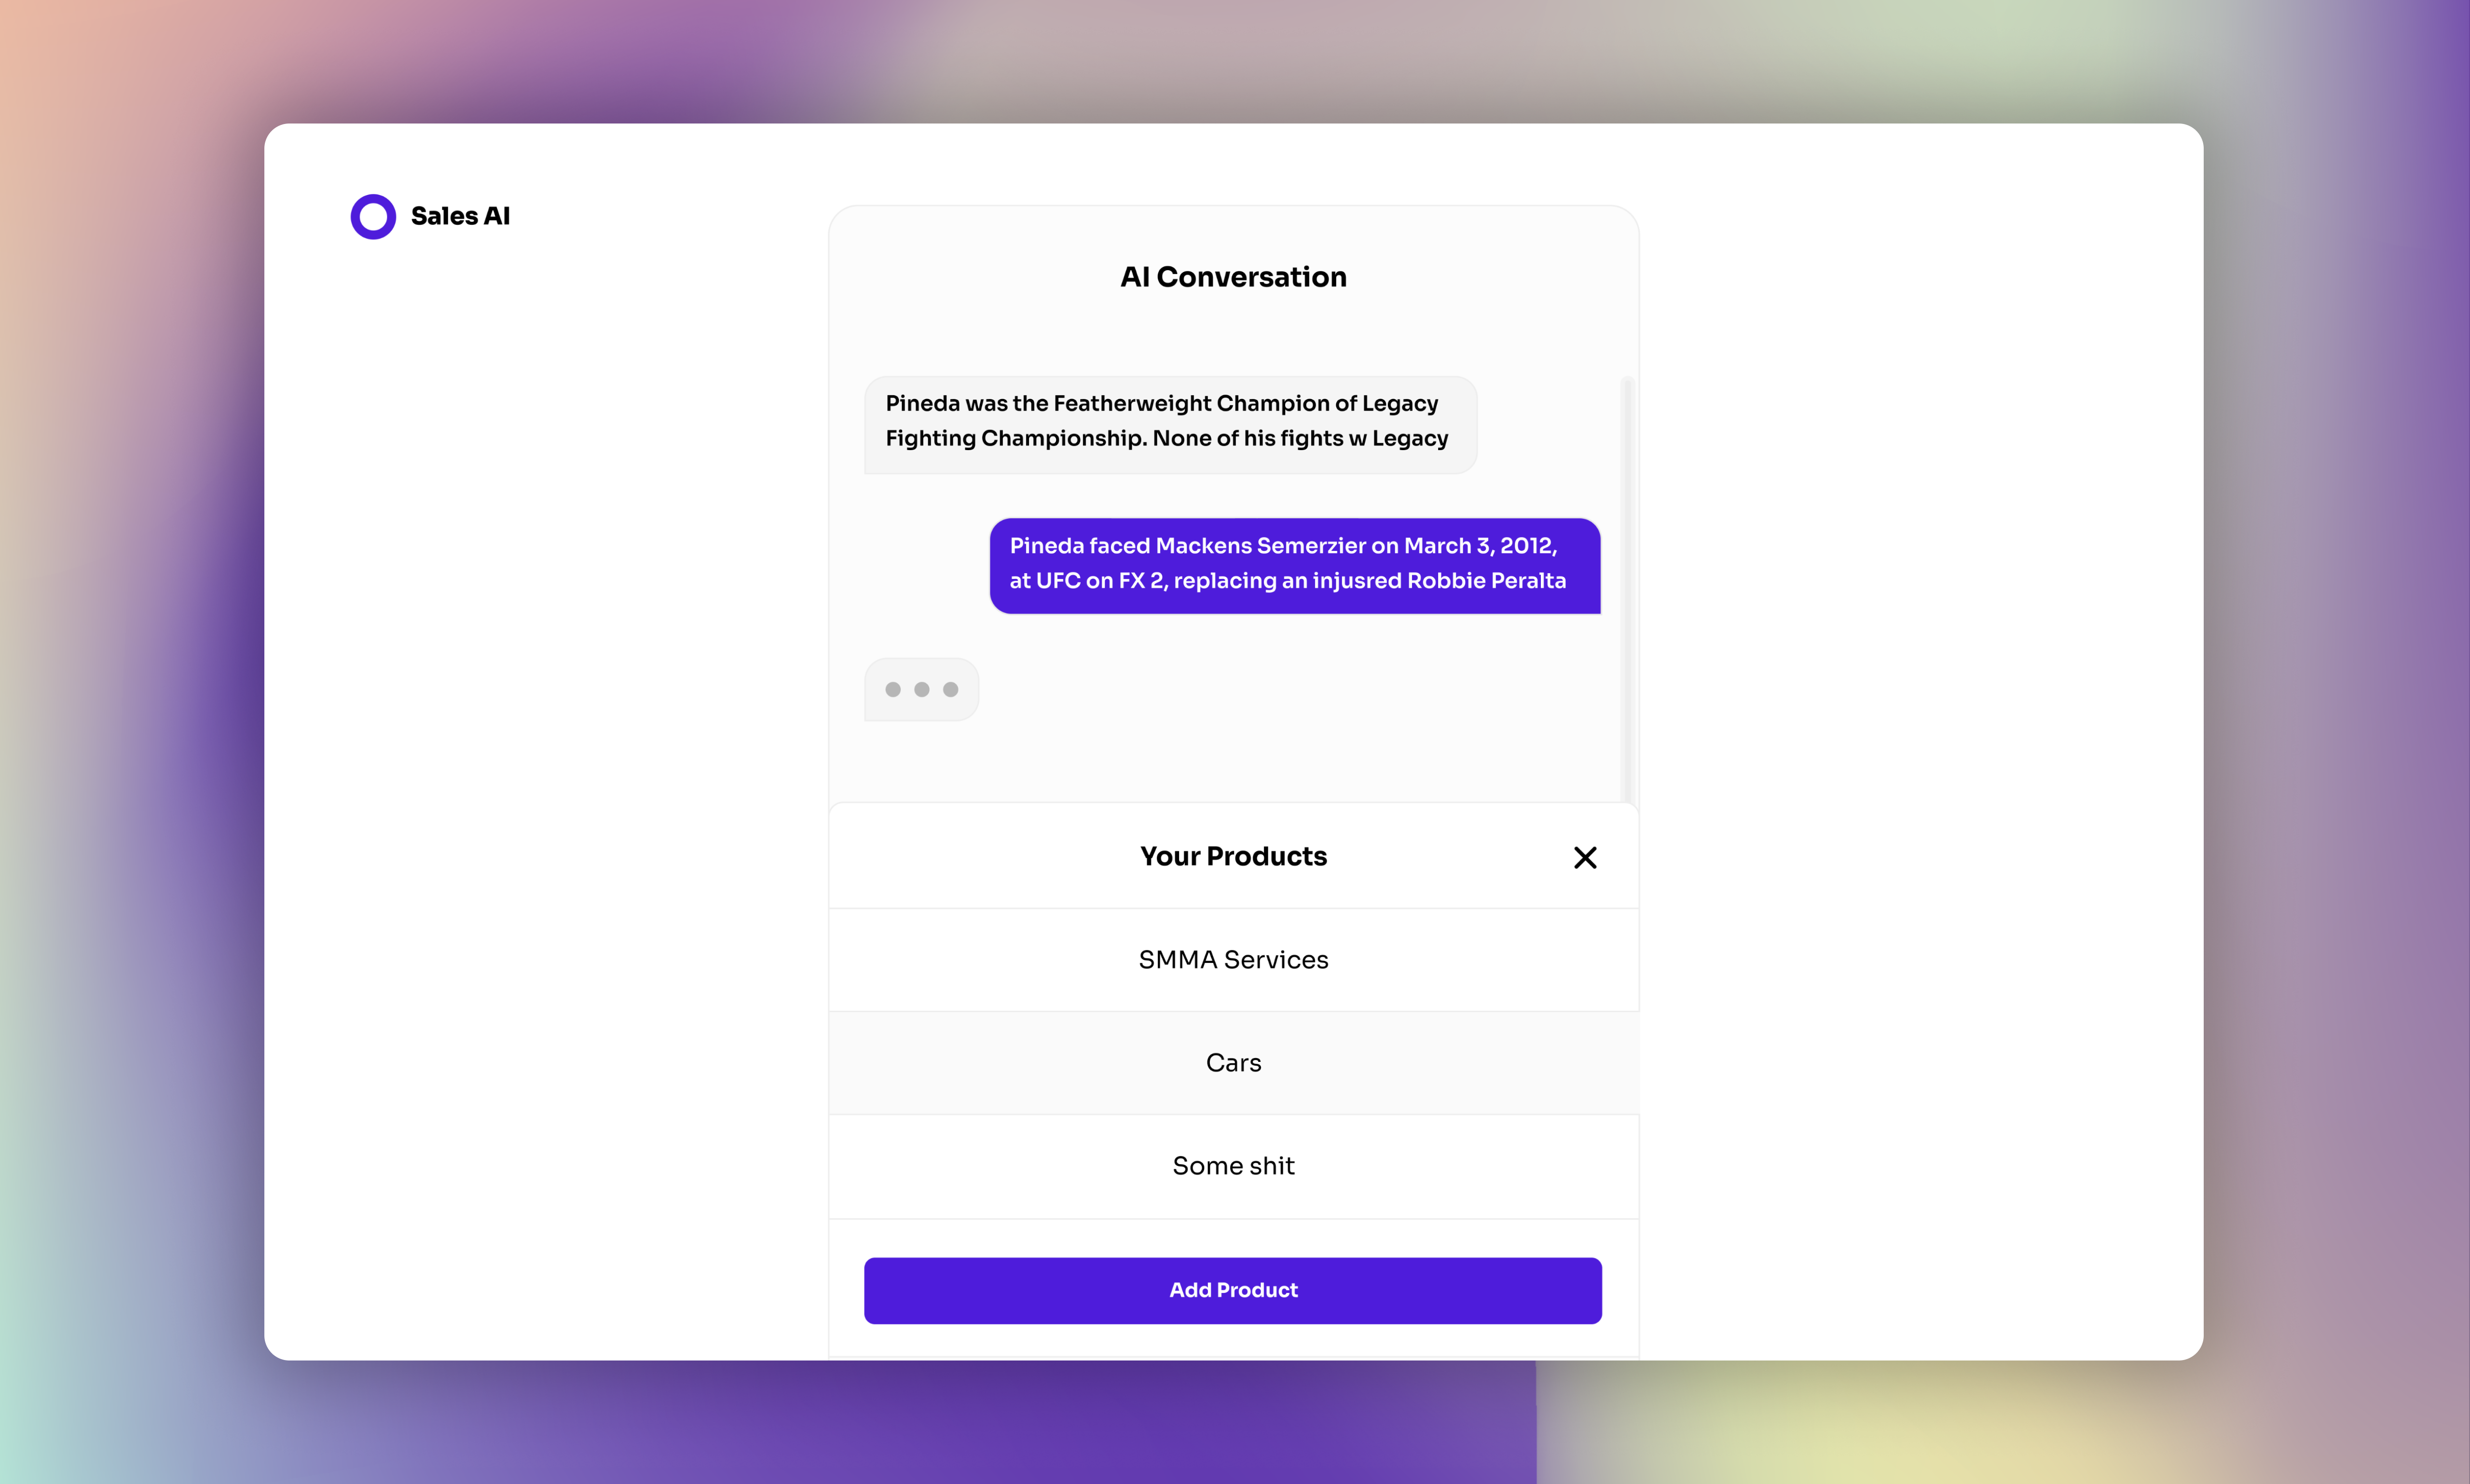 Sales AI
AI Conversation
Pineda was the Featherweight Champion of Legacy
Fighting Championship. None of his fights w Legacy
Pineda faced Mackens Semerzier on March 3, 2012,
at UFC on FX 2, replacing an injusred Robbie Peralta
Your Products
SMMA Services
Cars
Some shit
Add Product